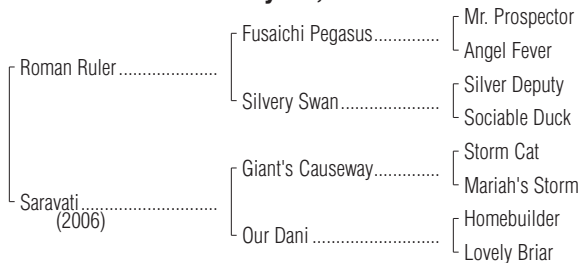 Mr. Prospector
Fusaichi Pegasus...............
Angel Fever
Roman Ruler......................
Silver Deputy
Silvery Swan......................
Sociable Duck
Storm Cat
Giant's Causeway...............
Mariah's Storm
Saravati..............................
(2006)
Homebuilder
Our Dani............................
Lovely Briar